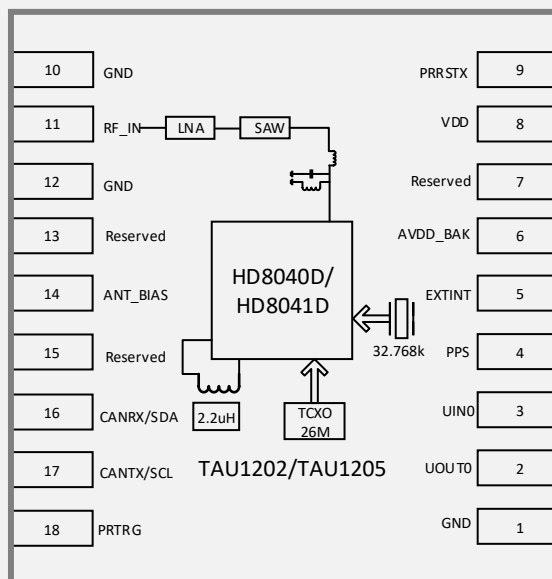 10 GND
11 RF_IN
12 GND
13 Reserved
14 ANT_BIAS
15 Reserved
16 CANRX/SDA
17 CANTX/SCL
18 PRTRG
LNA
SAW
HD8040D/
HD8041D
32.768k
2.2uH
TCXO
26M
TAU1202/TAU1205
PRRSTX 9
VDD 8
Reserved 7
AVDD_BAK 6
EXTINT 5
PPS 4
UIN0 3
UOUT0 2
GND 1